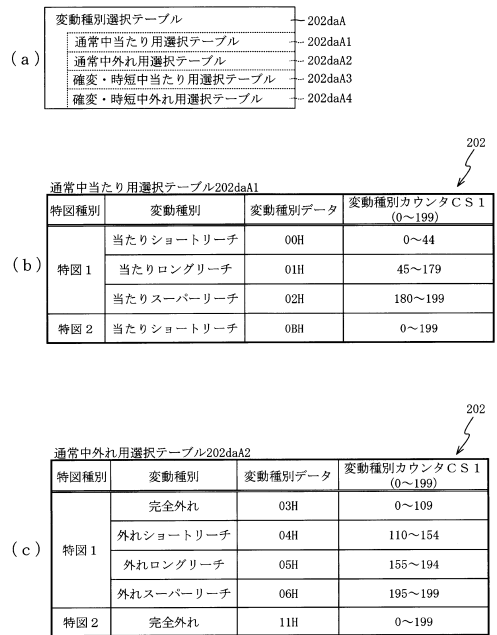 (a)
変動種別選択テーブル 202daA
通常中当たり用選択テーブル 202daA1
通常中外れ用選択テーブル 202daA2
確変・時短中当たり用選択テーブル 202daA3
確変・時短中外れ用選択テーブル 202daA4
202
(b)
通常中当たり用選択テーブル202daA1
特図種別 変動種別 変動種別データ 変動種別カウンタCS1
(0～199)
特図1
当たりショートリーチ 00H 0～44
当たりロングリーチ 01H 45～179
当たりスーパーリーチ 02H 180～199
特図2 当たりショートリーチ 0BH 0～199
202
(c)
通常中外れ用選択テーブル202daA2
特図種別 変動種別 変動種別データ 変動種別カウンタCS1
(0～199)
特図1
完全外れ 03H 0～109
外れショートリーチ 04H 110～154
外れロングリーチ 05H 155～194
外れスーパーリーチ 06H 195～199
特図2 完全外れ 11H 0～199